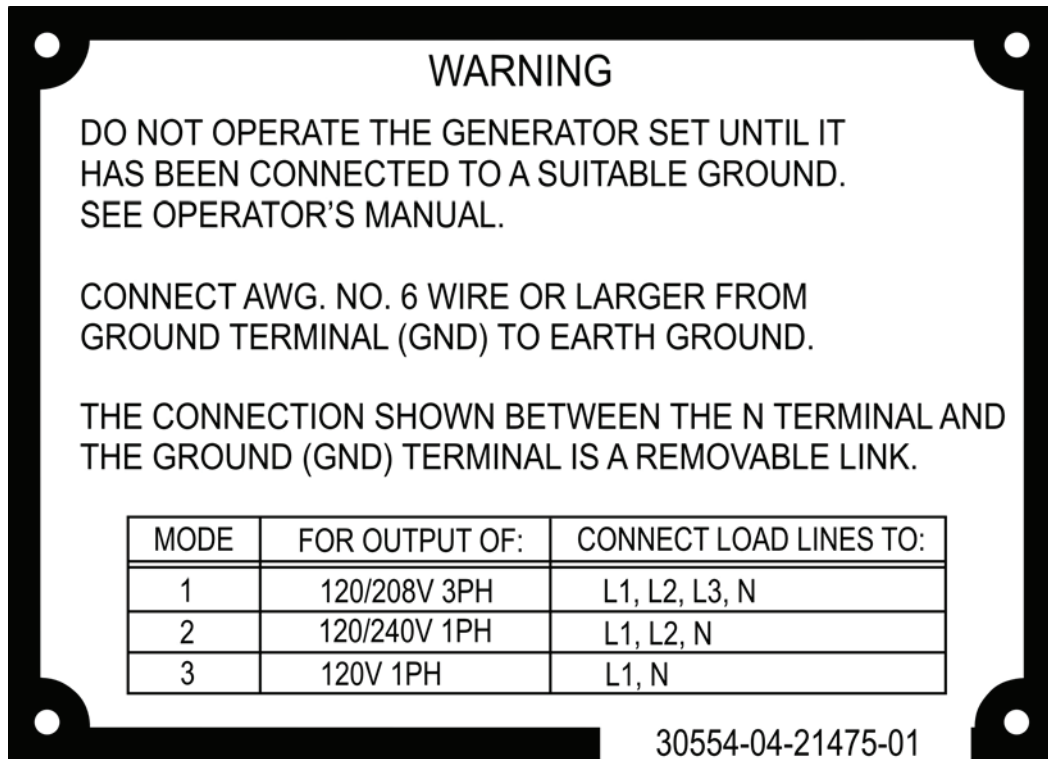 WARNING
DO NOT OPERATE THE GENERATOR SET UNTIL IT
HAS BEEN CONNECTED TO A SUITABLE GROUND.
SEE OPERATOR’S MANUAL.
CONNECT AWG. NO. 6 WIRE OR LARGER FROM
GROUND TERMINAL (GND) TO EARTH GROUND.
THE CONNECTION SHOWN BETWEEN THE N TERMINAL AND
THE GROUND (GND) TERMINAL IS A REMOVABLE LINK.
MODE FOR OUTPUT OF: CONNECT LOAD LINES TO:
1 120/208V 3PH L1, L2, L3, N
2 120/240V 1PH L1, L2, N
3 120V 1PH L1, N
30554-04-21475-01